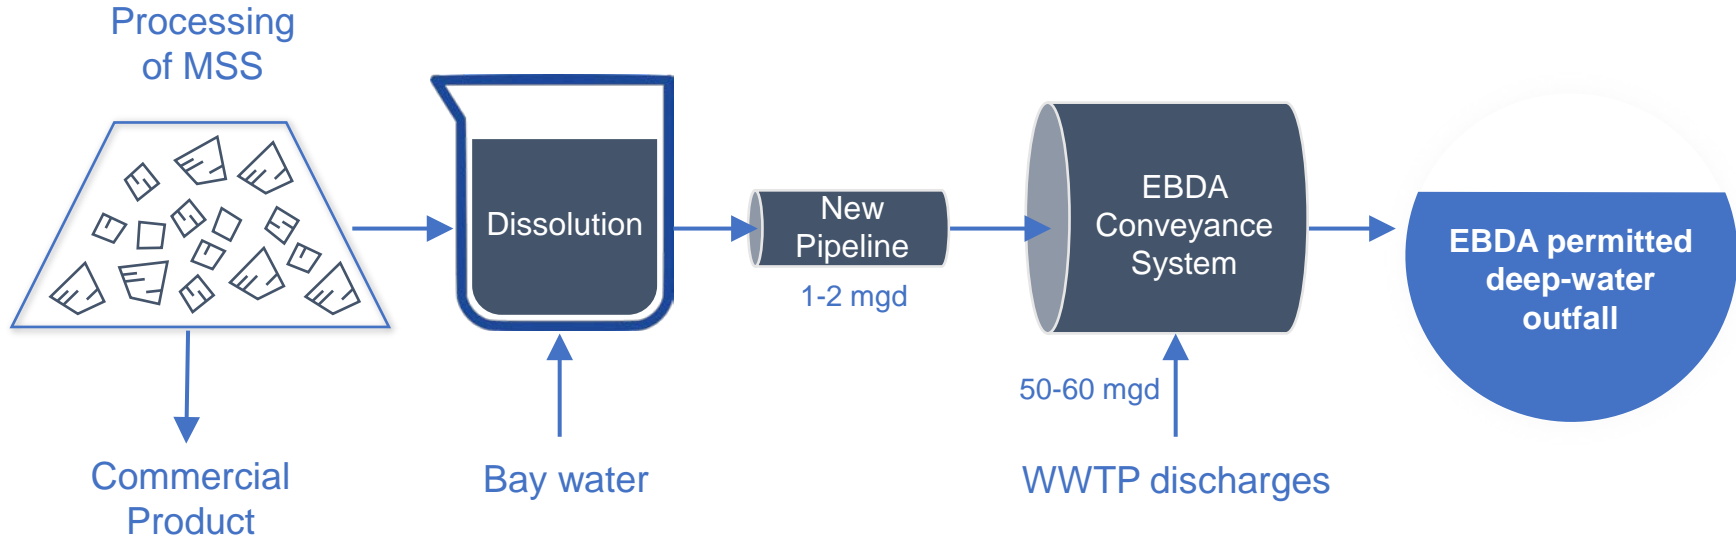 Processing
of MSS
Dissolution
New
Pipeline
1-2 mgd
EBDA
Conveyance
System
EBDA permitted
deep-water
outfall
50-60 mgd
Commercial
Product
Bay water
WWTP discharges